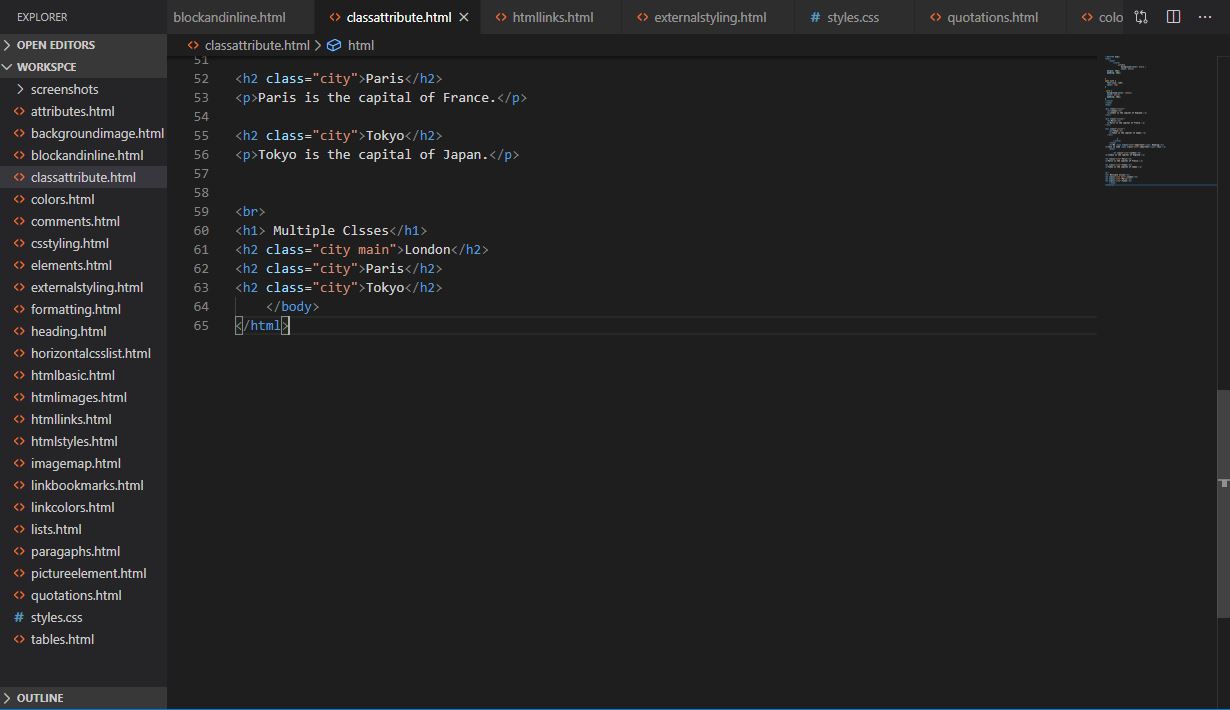 EXPLORER
blockandinline.html
classattribute.html
htmllinks.html
externalstyling.html
# styles.css
quotations.html
colo
OPEN EDITORS
WORKSPCE
screenshots
attributes.html
backgroundimage.html
blockandinline.html
classattribute.html
colors.html
comments.html
csstyling.html
elements.html
externalstyling.html
formatting.html
heading.html
horizontalcsslist.html
htmlbasic.html
htmlimages.html
htmllinks.html
htmlstyles.html
imagemap.html
linkbookmarks.html
linkcolors.html
lists.html
paragaphs.html
pictureelement.html
quotations.html
# styles.css
tables.html
OUTLINE
classattribute.html > html
51
52 <h2 class="city">Paris</h2>
53 <p>Paris is the capital of France.</p>
54
55 <h2 class="city">Tokyo</h2>
56 <p>Tokyo is the capital of Japan.</p>
57
58
59 <br>
60 <h1> Multiple Clsses</h1>
61 <h2 class="city main">London</h2>
62 <h2 class="city">Paris</h2>
63 <h2 class="city">Tokyo</h2>
64 </body>
65 </html>